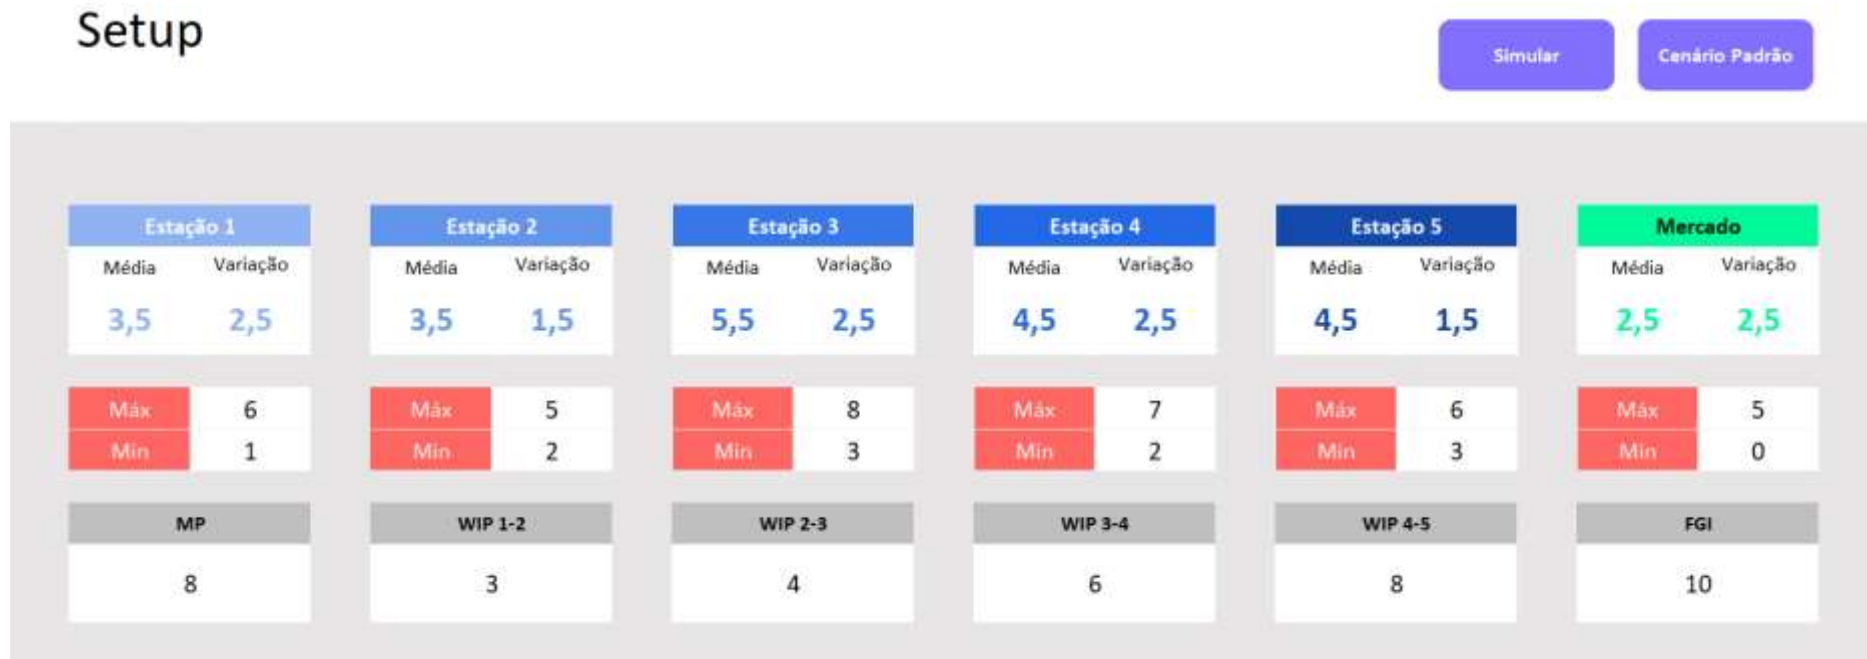 Setup
Simular Cenário Padrão
Estação 1 Estação 2 Estação 3 Estação 4 Estação 5 Mercado
Média Variação Média Variação Média Variação Média Variação Média Variação Média Variação
3,5 2,5 3,5 1,5 5,5 2,5 4,5 2,5 4,5 1,5 2,5 2,5
Máx 6 Máx 5 Máx 8 Máx 7 Máx 6 Máx 5
Min 1 Min 2 Min 3 Min 2 Min 3 Min 0
MP WIP 1-2 WIP 2-3 WIP 3-4 WIP 4-5 FGI
8 3 4 6 8 10